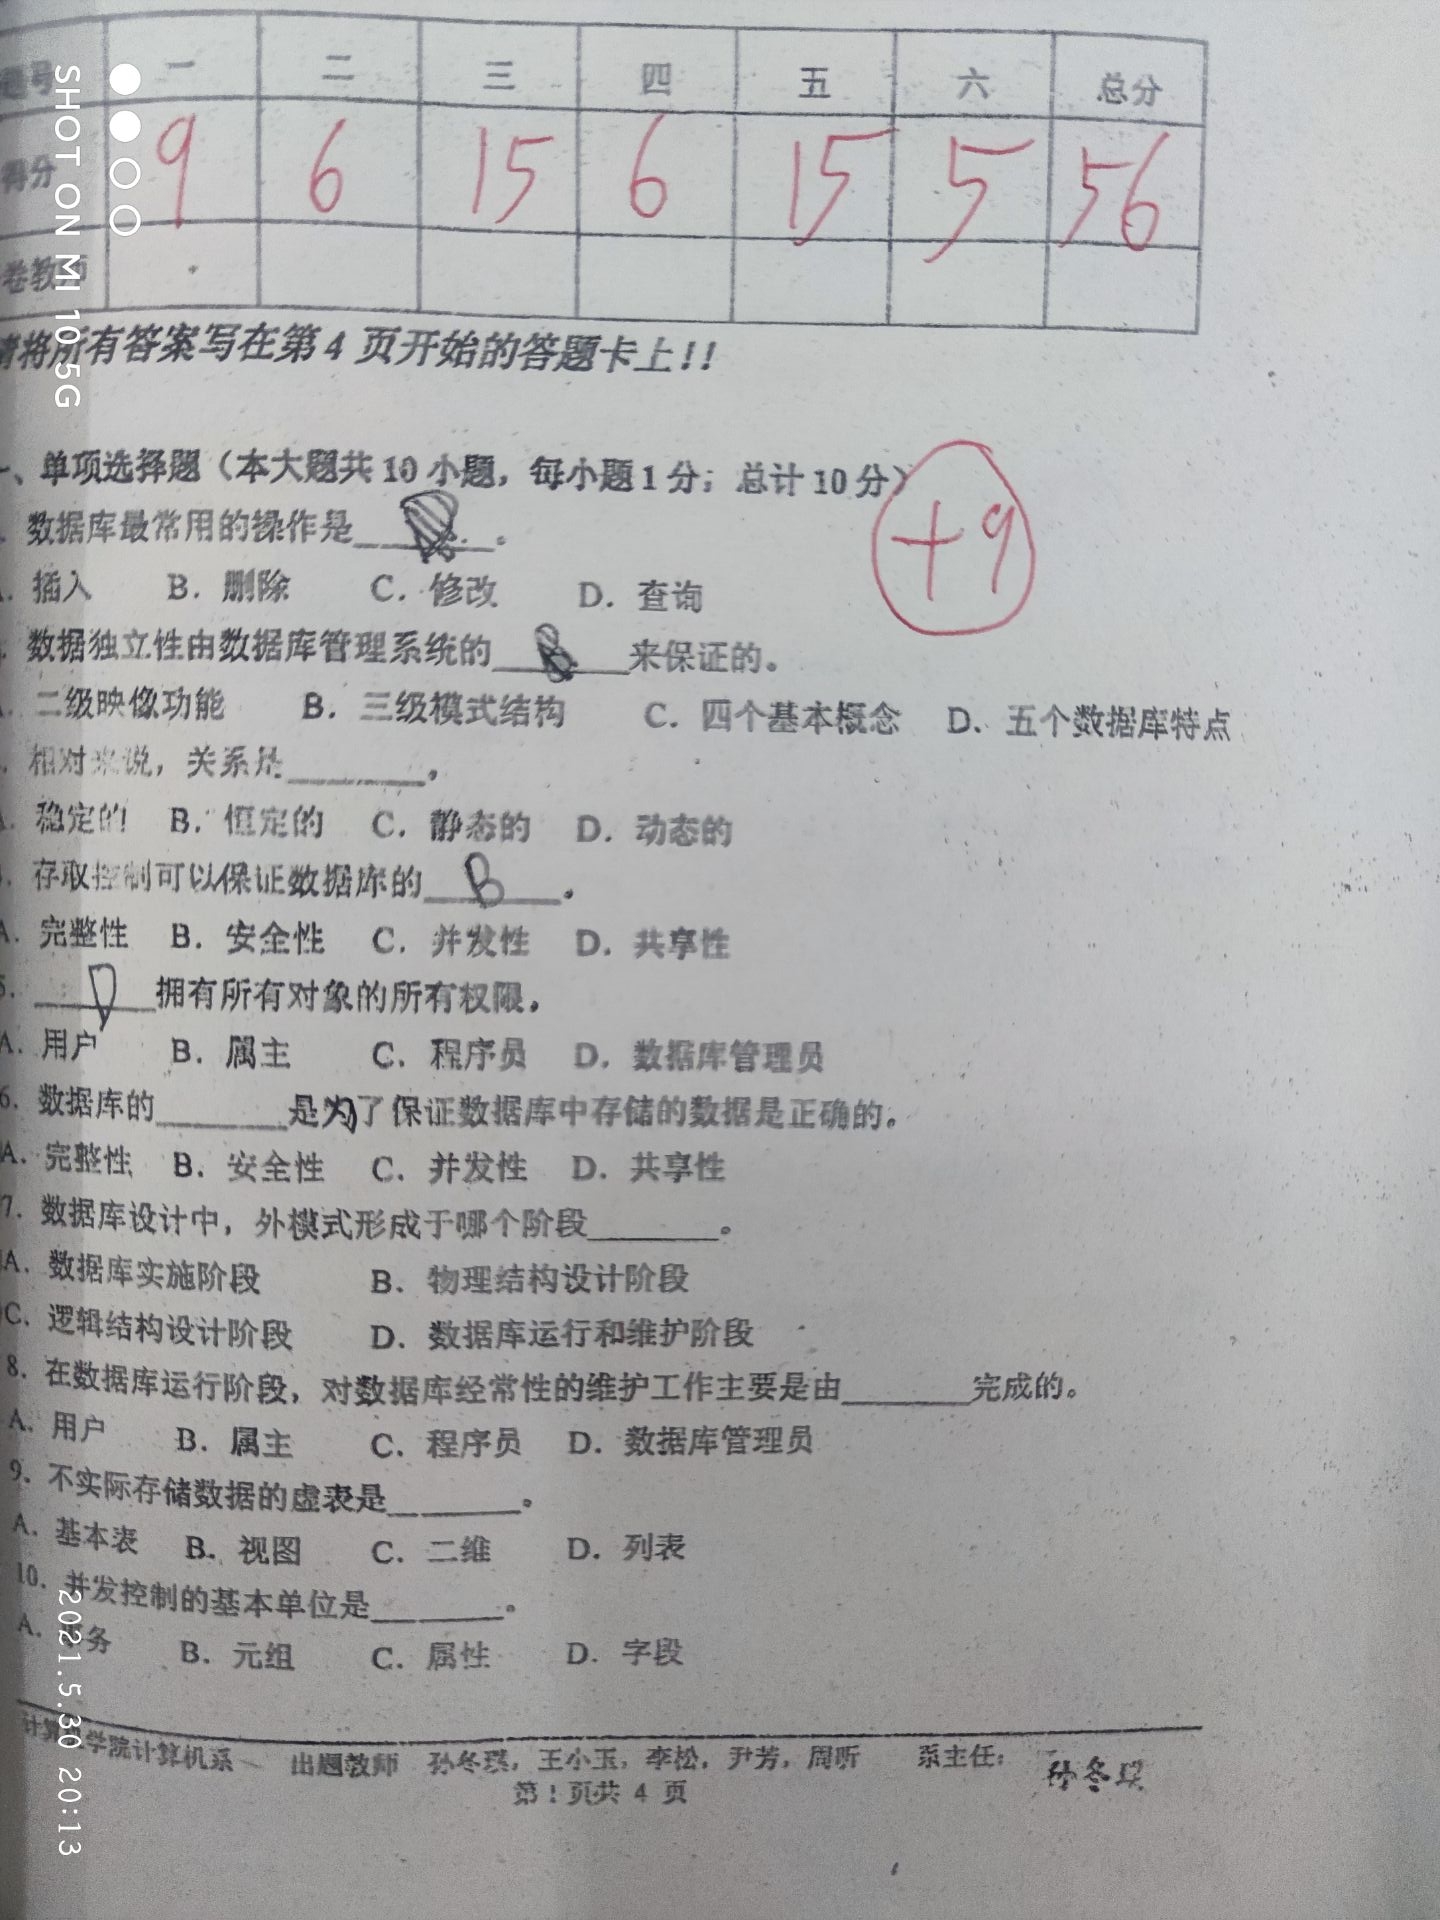 题号 一 二 三 四 五 六 总分
得分 9 6 15 6 15 5 56
卷教师
请将所有答案写在第4页开始的答题卡上!!
一、单项选择题（本大题共10小题，每小题1分；总计10分）
+9
数据库最常用的操作是________。
插入 B. 删除 C. 修改 D. 查询
数据独立性由数据库管理系统的________来保证的。
二级映像功能 B. 三级模式结构 C. 四个基本概念 D. 五个数据库特点
相对来说，关系是________。
稳定的 B. 恒定的 C. 静态的 D. 动态的
存取控制可以保证数据库的 B 。
A. 完整性 B. 安全性 C. 并发性 D. 共享性
5. D 拥有所有对象的所有权限。
A. 用户 B. 属主 C. 程序员 D. 数据库管理员
6. 数据库的________是为了保证数据库中存储的数据是正确的。
A. 完整性 B. 安全性 C. 并发性 D. 共享性
7. 数据库设计中，外模式形成于哪个阶段________。
A. 数据库实施阶段 B. 物理结构设计阶段
C. 逻辑结构设计阶段 D. 数据库运行和维护阶段
8. 在数据库运行阶段，对数据库经常性的维护工作主要是由________完成的。
A. 用户 B. 属主 C. 程序员 D. 数据库管理员
9. 不实际存储数据的虚表是________。
A. 基本表 B. 视图 C. 二维 D. 列表
10. 并发控制的基本单位是________。
A. 务 B. 元组 C. 属性 D. 字段
计算机学院计算机系 出题教师 孙冬琪，王小玉，李松，尹芳，周昕 系主任： 孙冬琪
第 1 页共 4 页
SHOT ON MI 10 5G
2021.5.30 20:13